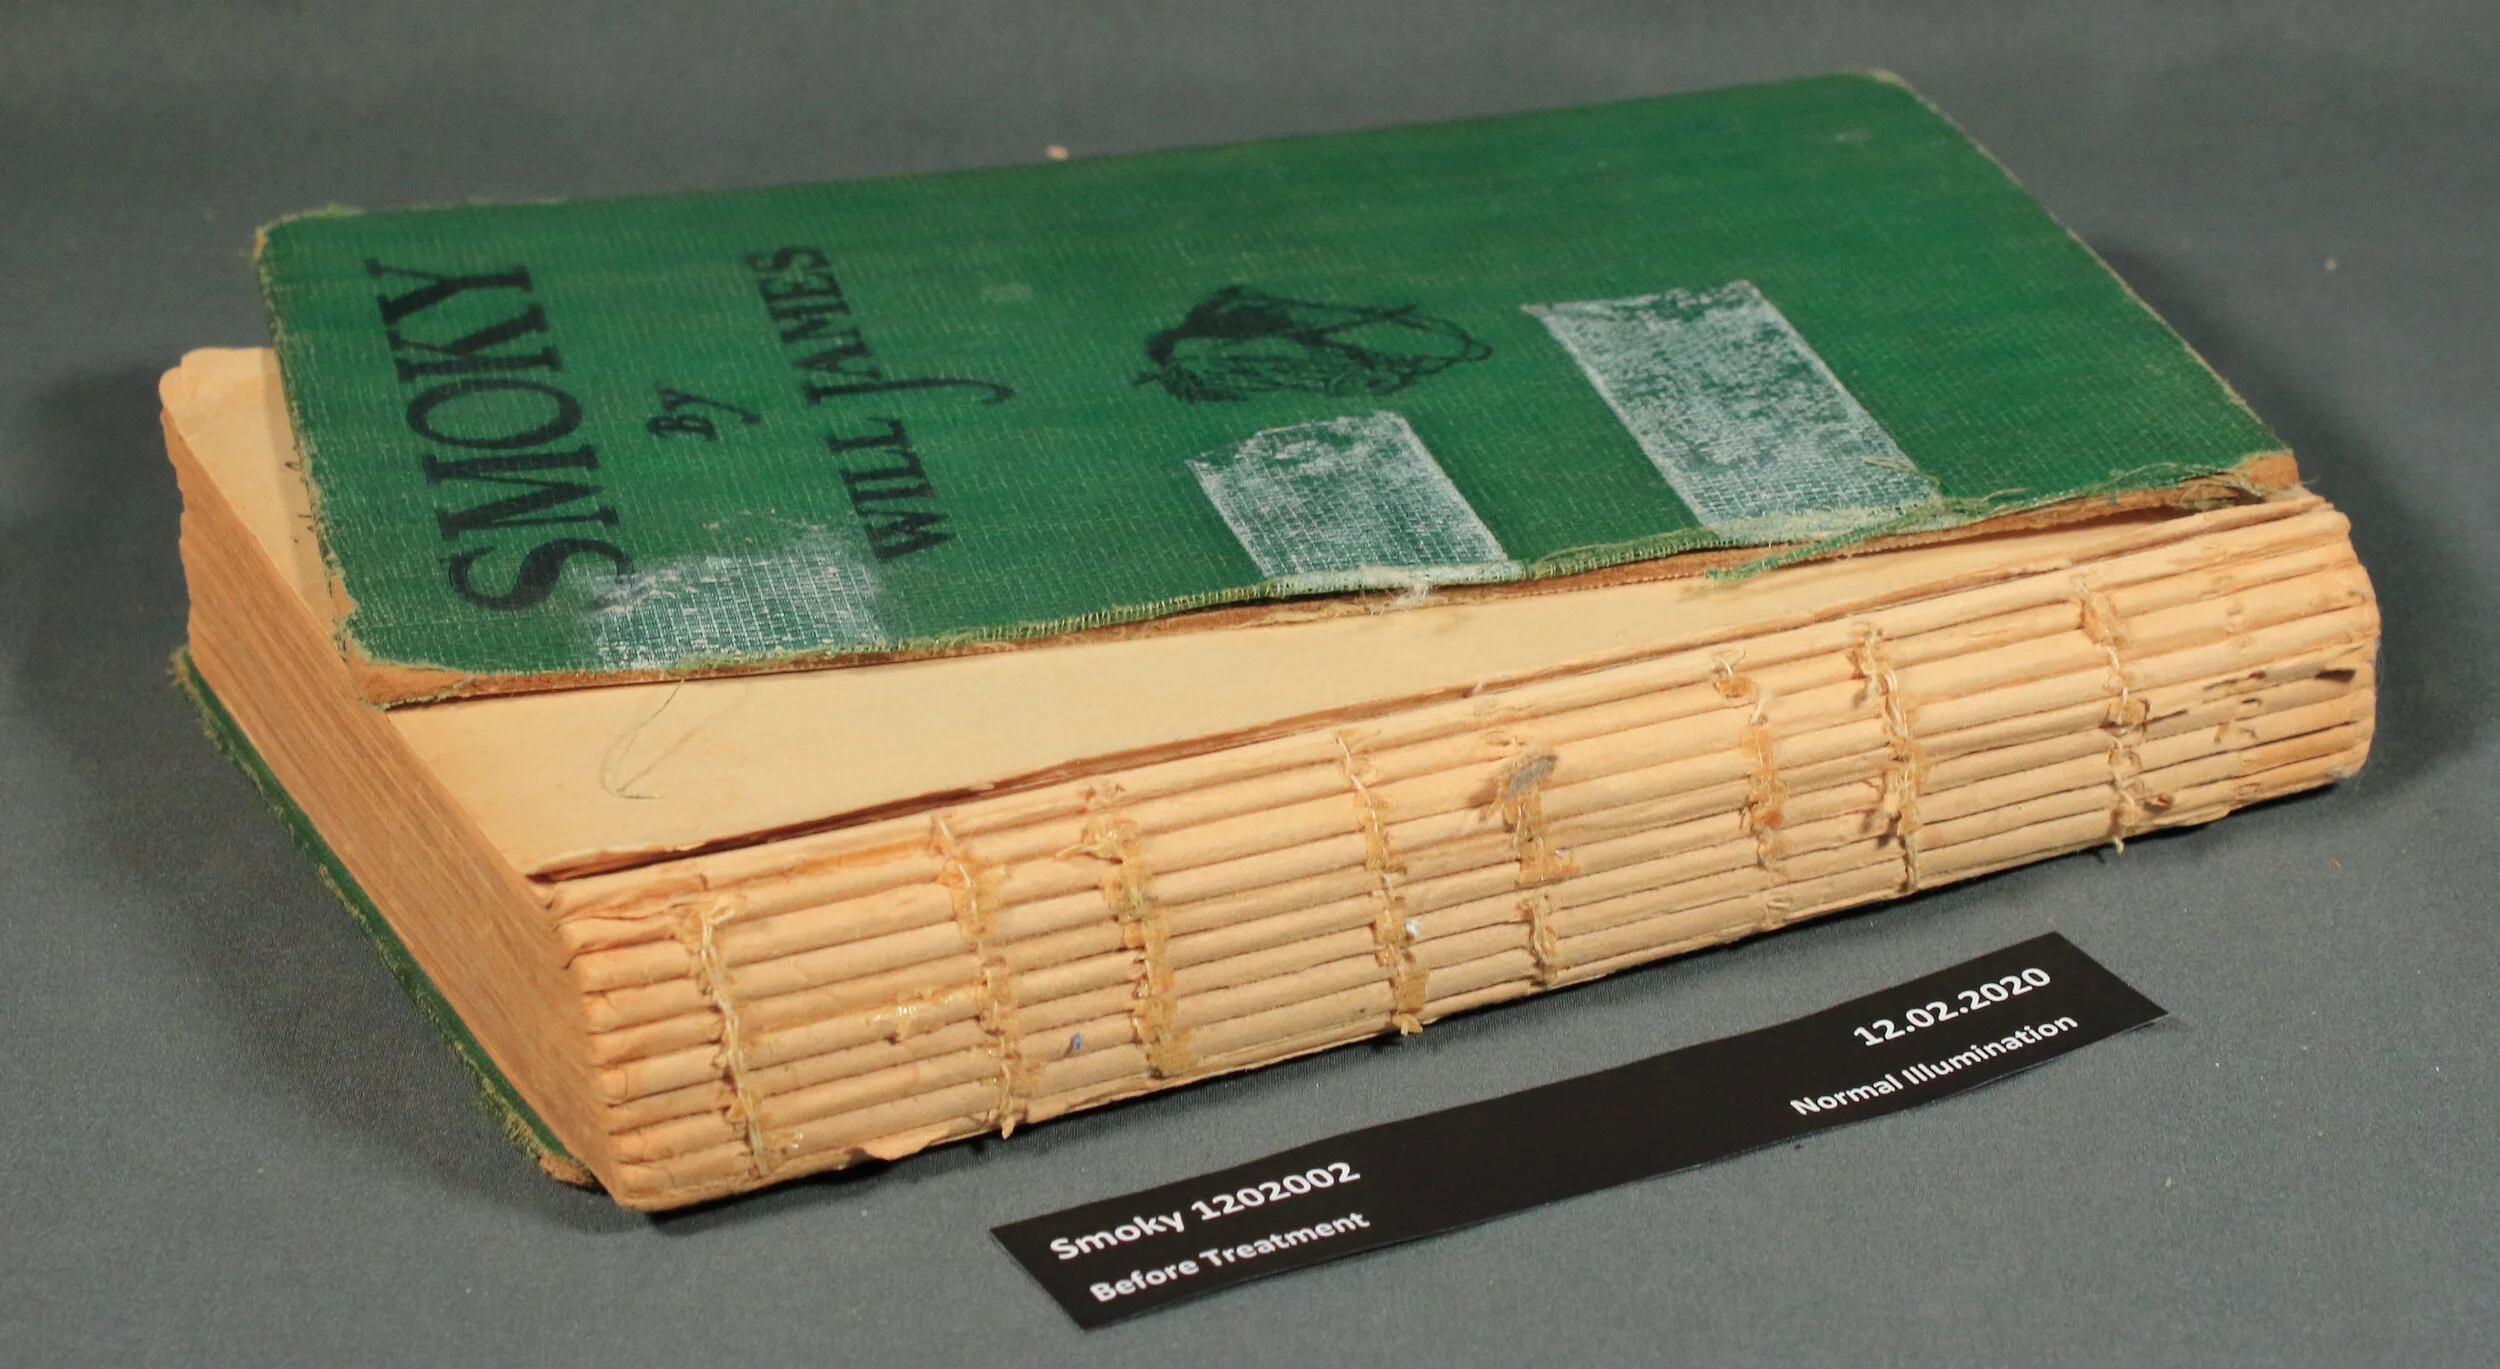 SMOKY
BY
WILL JAMES
Smoky 1202002
Before Treatment
12.02.2020
Normal Illumination